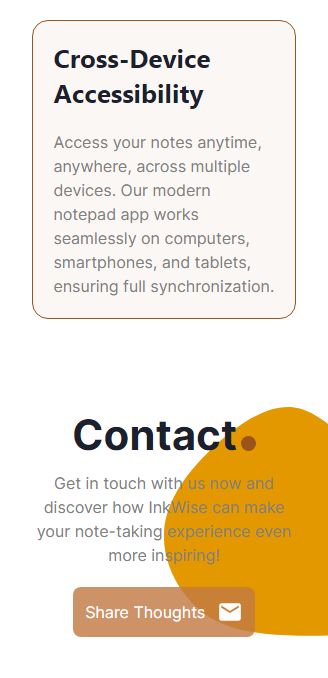 Cross-Device
Accessibility
Access your notes anytime,
anywhere, across multiple
devices. Our modern
notepad app works
seamlessly on computers,
smartphones, and tablets,
ensuring full synchronization.
Contact
Get in touch with us now and
discover how InkWise can make
your note-taking experience even
more inspiring!
Share Thoughts